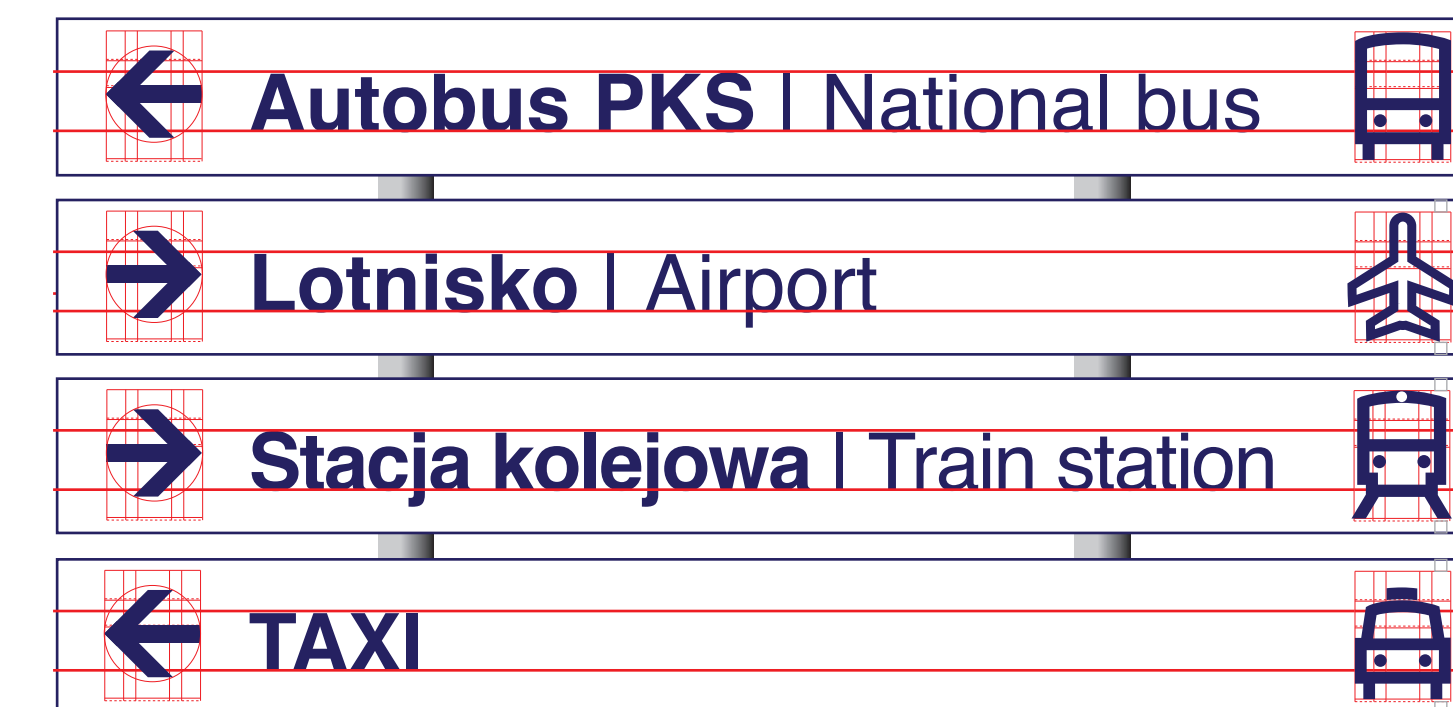 Autobus PKS | National bus
Lotnisko | Airport
Stacja kolejowa | Train station
TAXI